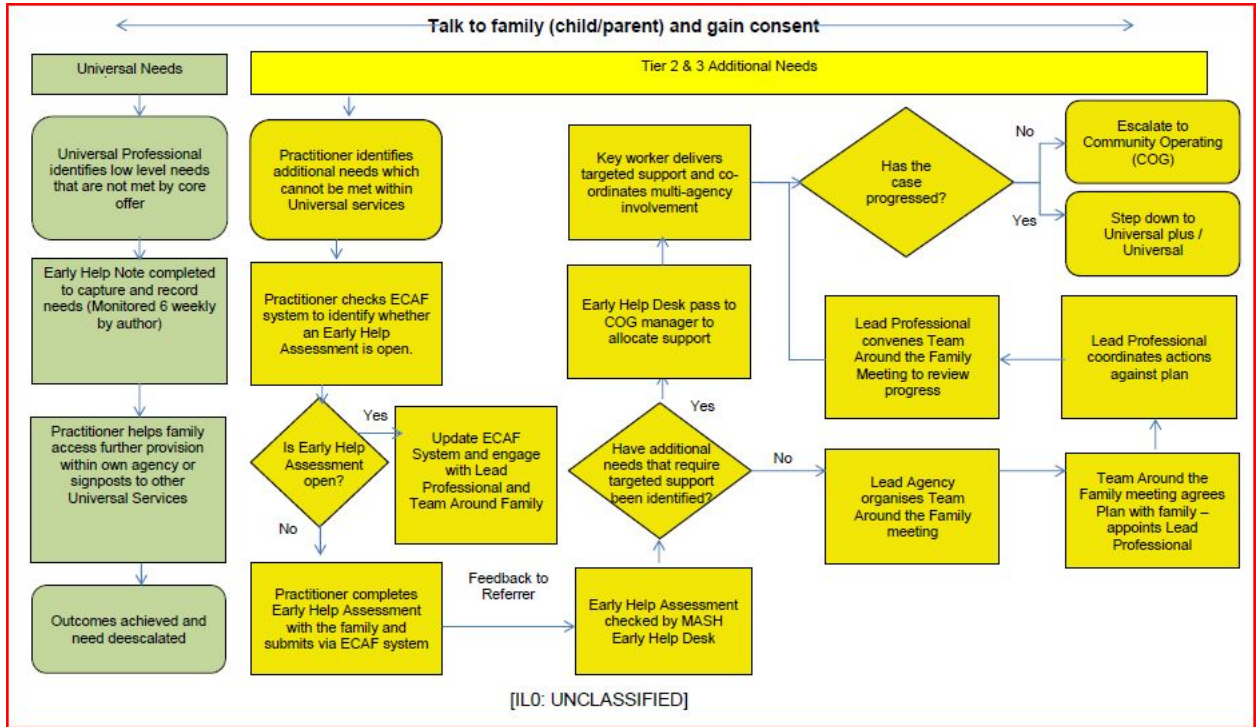 Talk to family (child/parent) and gain consent
Universal Needs
Tier 2 & 3 Additional Needs
Universal Professional
identifies low level needs
that are not met by core
offer
Early Help Note completed
to capture and record
needs (Monitored 6 weekly
by author)
Practitioner helps family
access further provision
within own agency or
signposts to other
Universal Services
Outcomes achieved and
need deescalated
Practitioner identifies
additional needs which
cannot be met within
Universal services
Practitioner checks ECAF
system to identify whether
an Early Help
Assessment is open.
Is Early Help
Assessment
open?
Yes
Update ECAF
System and engage
with Lead
Professional and
Team Around Family
No
Practitioner completes
Early Help Assessment
with the family and
submits via ECAF system
Feedback to
Referrer
Early Help Assessment
checked by MASH
Early Help Desk
Have additional
needs that require
targeted support
been identified?
Yes
Early Help Desk pass to
COG manager to
allocate support
Key worker delivers
targeted support and co-
ordinates multi-agency
involvement
No
Lead Agency
organises Team
Around the Family
meeting
Team Around the
Family meeting agrees
Plan with family –
appoints Lead
Professional
Lead Professional
coordinates actions
against plan
Lead Professional
convenes Team
Around the Family
Meeting to review
progress
Has the
case
progressed?
No
Escalate to
Community Operating
(COG)
Yes
Step down to
Universal plus /
Universal
[IL0: UNCLASSIFIED]